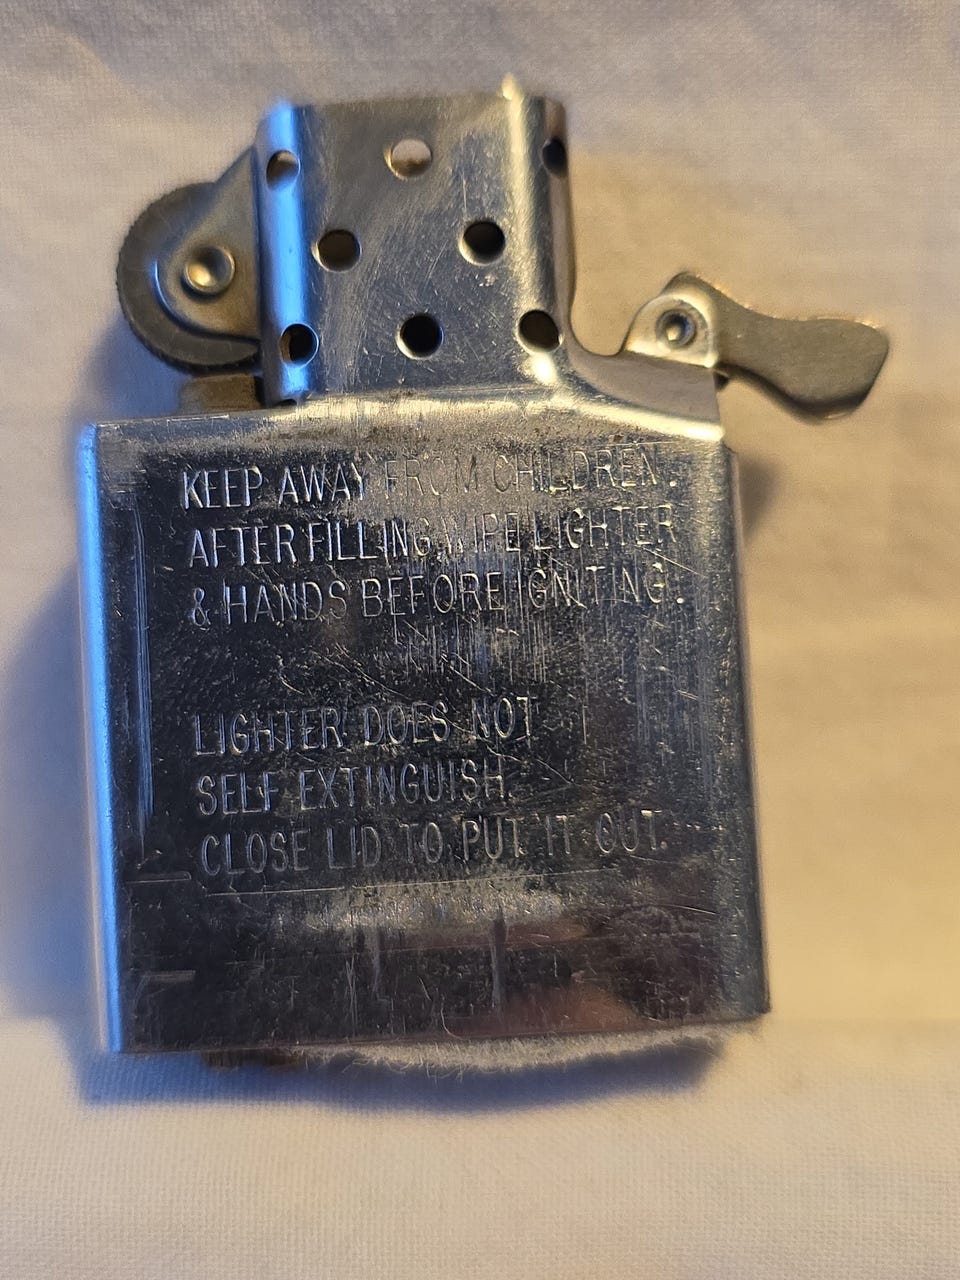 KEEP AWAY FROM CHILDREN.
AFTER FILLING WIPE LIGHTER
& HANDS BEFORE IGNITING.
LIGHTER DOES NOT
SELF EXTINGUISH.
CLOSE LID TO PUT IT OUT.